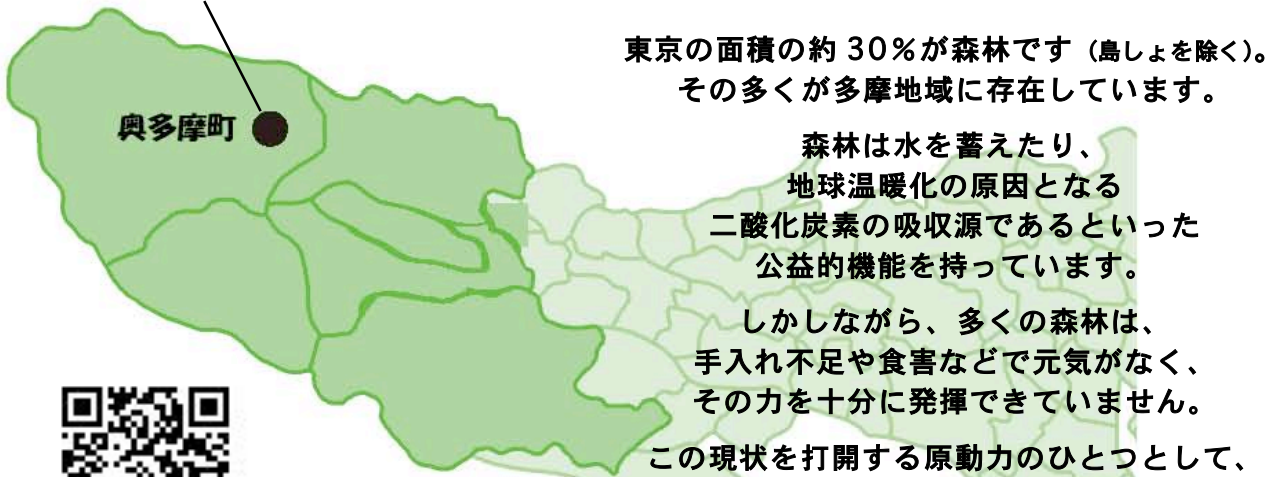 東京の面積の約30％が森林です（島しょを除く）。
その多くが多摩地域に存在しています。
奥多摩町
森林は水を蓄えたり、
地球温暖化の原因となる
二酸化炭素の吸収源であるといった
公益的機能を持っています。
しかしながら、多くの森林は、
手入れ不足や食害などで元気がなく、
その力を十分に発揮できていません。
この現状を打開する原動力のひとつとして、